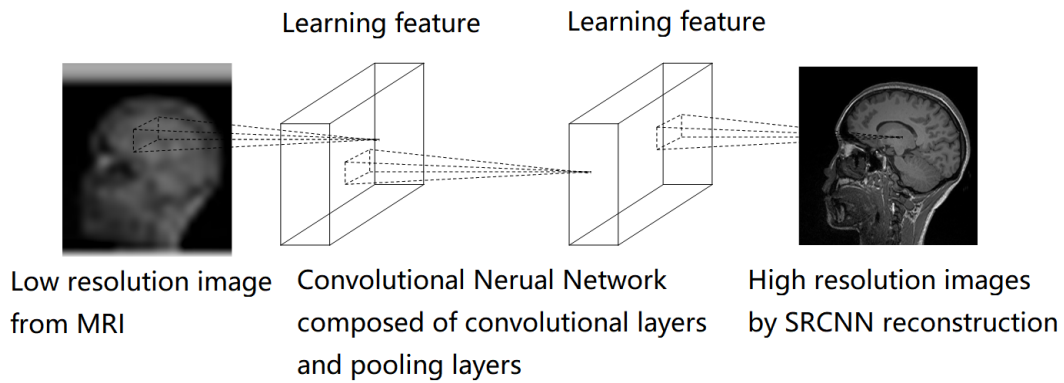 Learning feature
Learning feature
Low resolution image
from MRI
Convolutional Nerual Network
composed of convolutional layers
and pooling layers
High resolution images
by SRCNN reconstruction